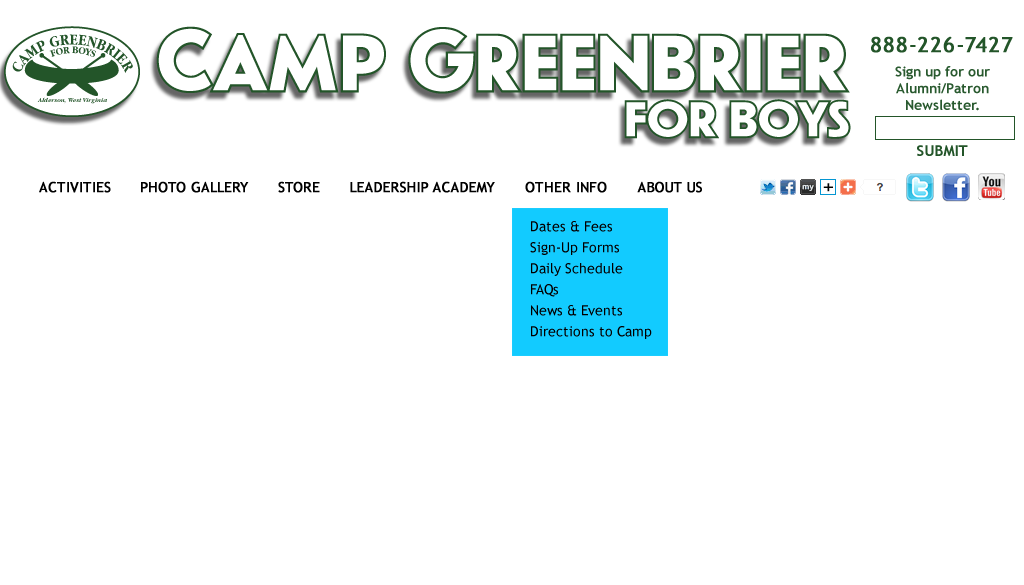 CAMP GREENBRIER
FOR BOYS
Alderson, West Virginia
CAMP GREENBRIER
FOR BOYS
888-226-7427
Sign up for our
Alumni/Patron
Newsletter.
SUBMIT
ACTIVITIES PHOTO GALLERY STORE LEADERSHIP ACADEMY OTHER INFO ABOUT US my ? You Tube
Dates & Fees
Sign-Up Forms
Daily Schedule
FAQs
News & Events
Directions to Camp